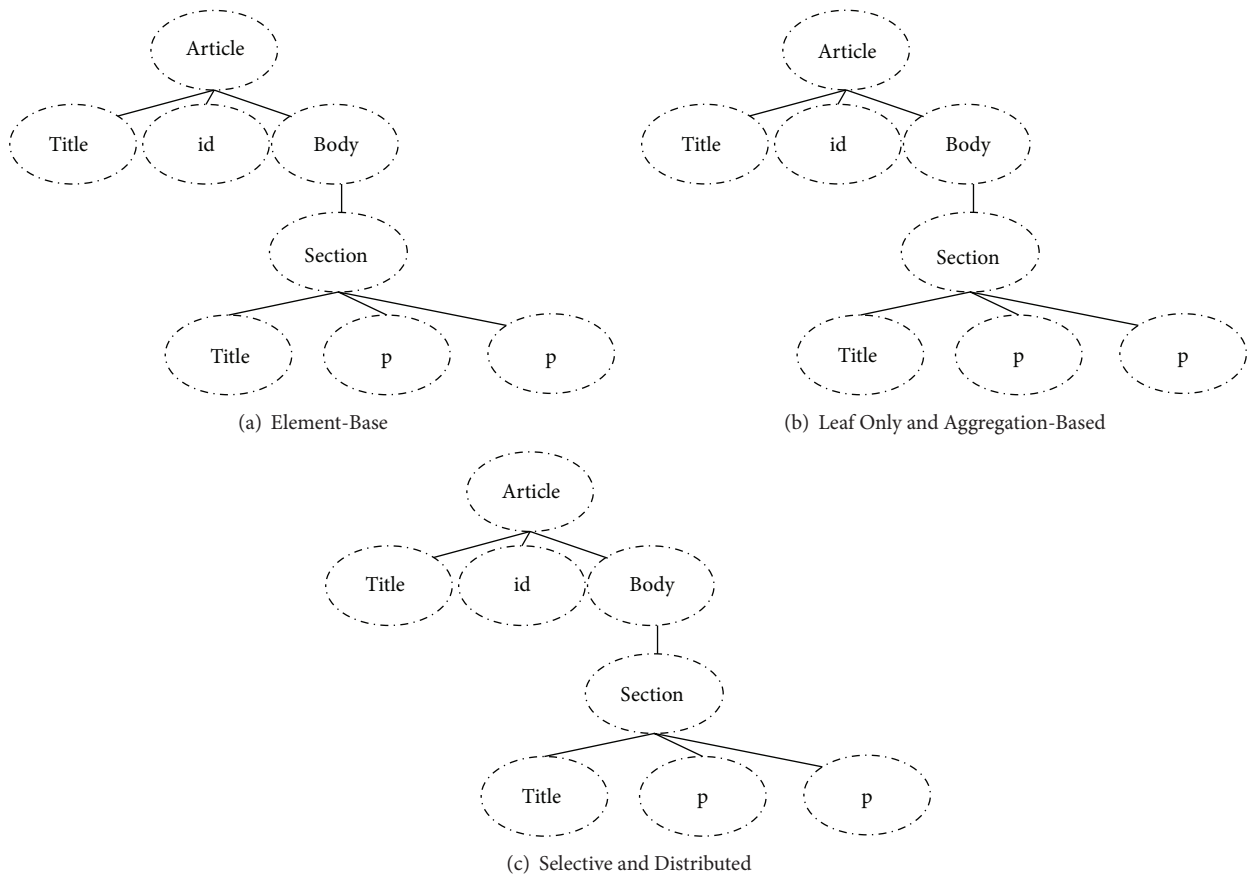 Article
Title id Body
Section
Title p p
(a) Element-Base
Article
Title id Body
Section
Title p p
(b) Leaf Only and Aggregation-Based
Article
Title id Body
Section
Title p p
(c) Selective and Distributed